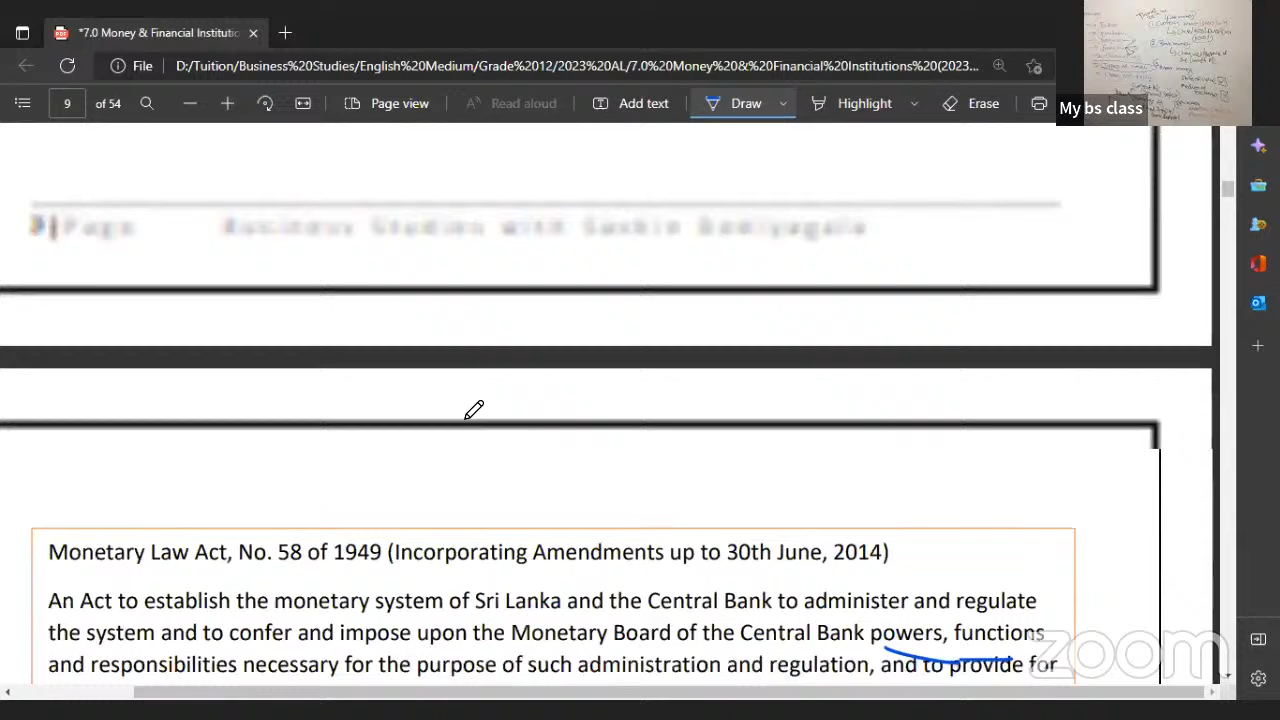 *7.0 Money & Financial Institutic
File
D:/Tuition/Business%20Studies/English%20Medium/Grade%2012/2023%20AL/7.0%20Money%20&%20Financial%20Institutions%20(2023...
9 of 54
Page view
Read aloud
Add text
Draw
Highlight
Erase
My bs class
Page Business Studies with
Monetary Law Act, No. 58 of 1949 (Incorporating Amendments up to 30th June, 2014)
An Act to establish the monetary system of Sri Lanka and the Central Bank to administer and regulate
the system and to confer and impose upon the Monetary Board of the Central Bank powers, functions
and responsibilities necessary for the purpose of such administration and regulation, and to provide for
zoom